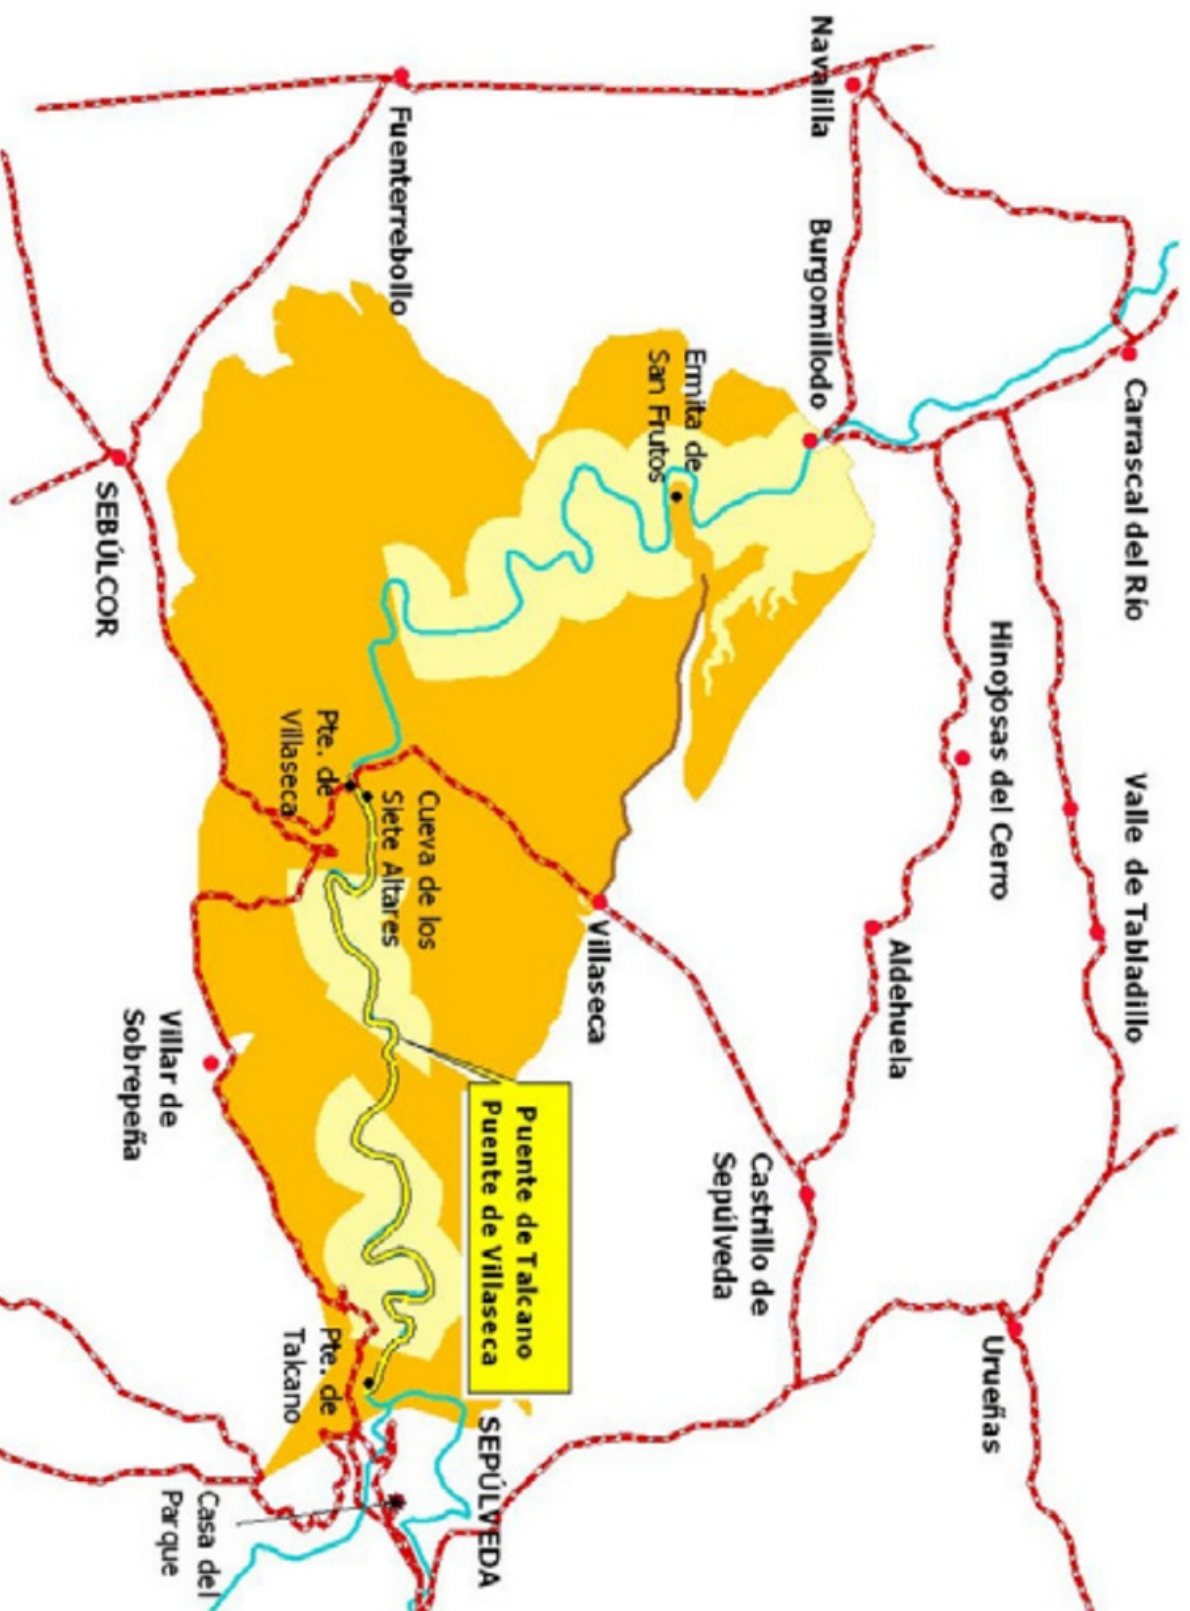 Navalilla
Fuenterrebollo
Burgomillodo
Carrascal del Río
Ermita de
San Frutos
SEBÚLCOR
Hinojosas del Cerro
Valle de Tabladillo
Pte. de
Villaseca
Cueva de los
Siete Altares
Villaseca
Aldehuela
Villar de
Sobrepeña
Puente de Talcano
Puente de Villaseca
Castrillo de
Sepúlveda
Urueñas
Pte. de
Talcano
SEPÚLVEDA
Casa del
Parque